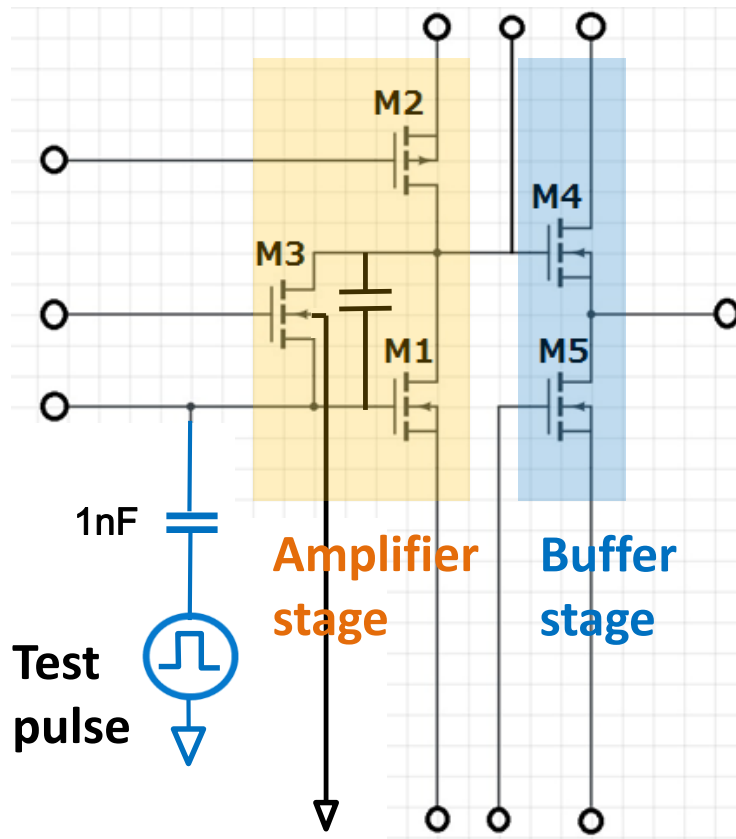 M2
M4
M3
M1
M5
1nF
Amplifier
stage
Buffer
stage
Test
pulse